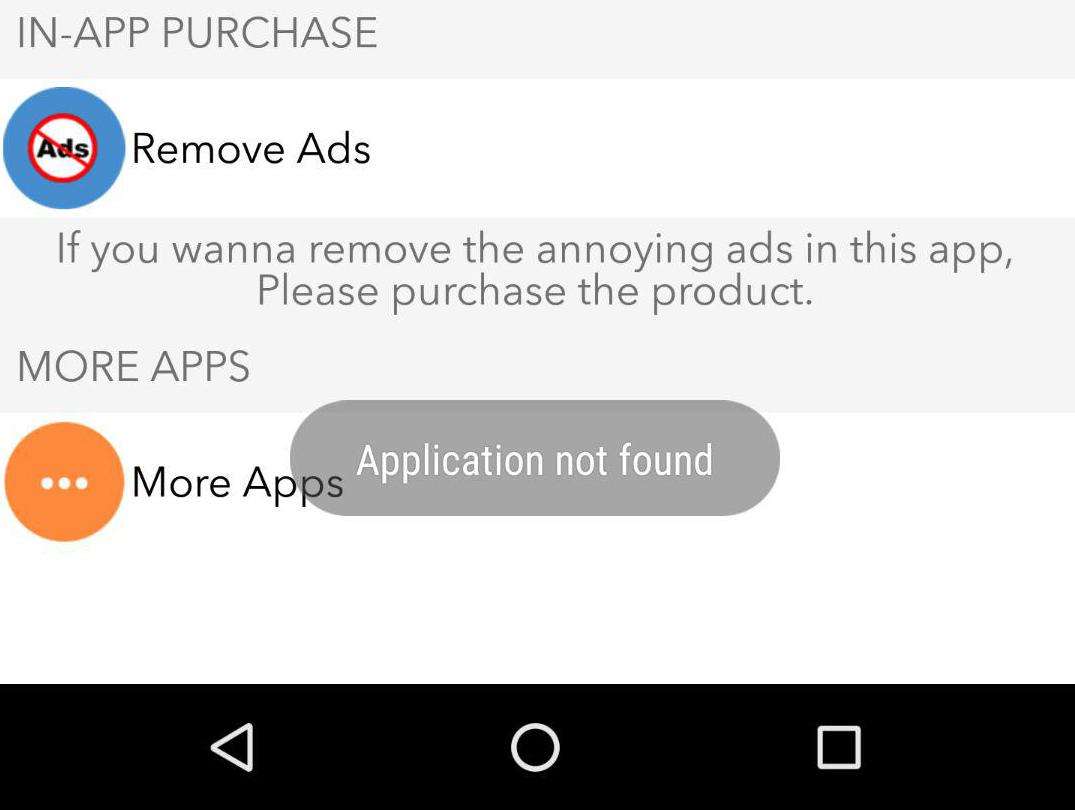 IN-APP PURCHASE
Ads
Remove Ads
If you wanna remove the annoying ads in this app,
Please purchase the product.
MORE APPS
Application not found
More Apps